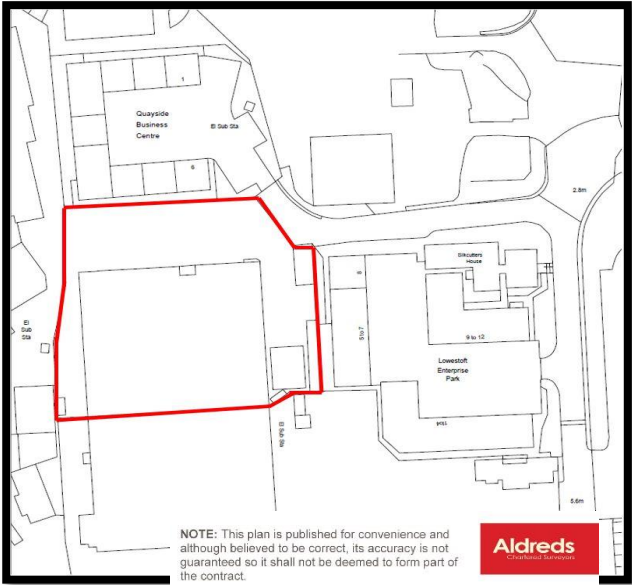 1
Quayside
Business
Centre
El Sub Sta
6
2.8m
Silkcutters
House
8
5 to 7
9 to 12
El
Sub
Sta
Lowestoft
Enterprise
Park
El Sub Sta
5.6m
NOTE: This plan is published for convenience and
although believed to be correct, its accuracy is not
guaranteed so it shall not be deemed to form part of
the contract.
Aldreds
Chartered Surveyors